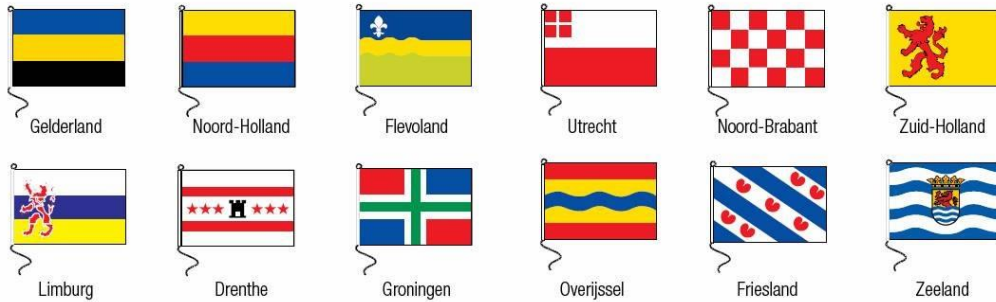 Gelderland
Noord-Holland
Flevoland
Utrecht
Noord-Brabant
Zuid-Holland
Limburg
Drenthe
Groningen
Overijssel
Friesland
Zeeland